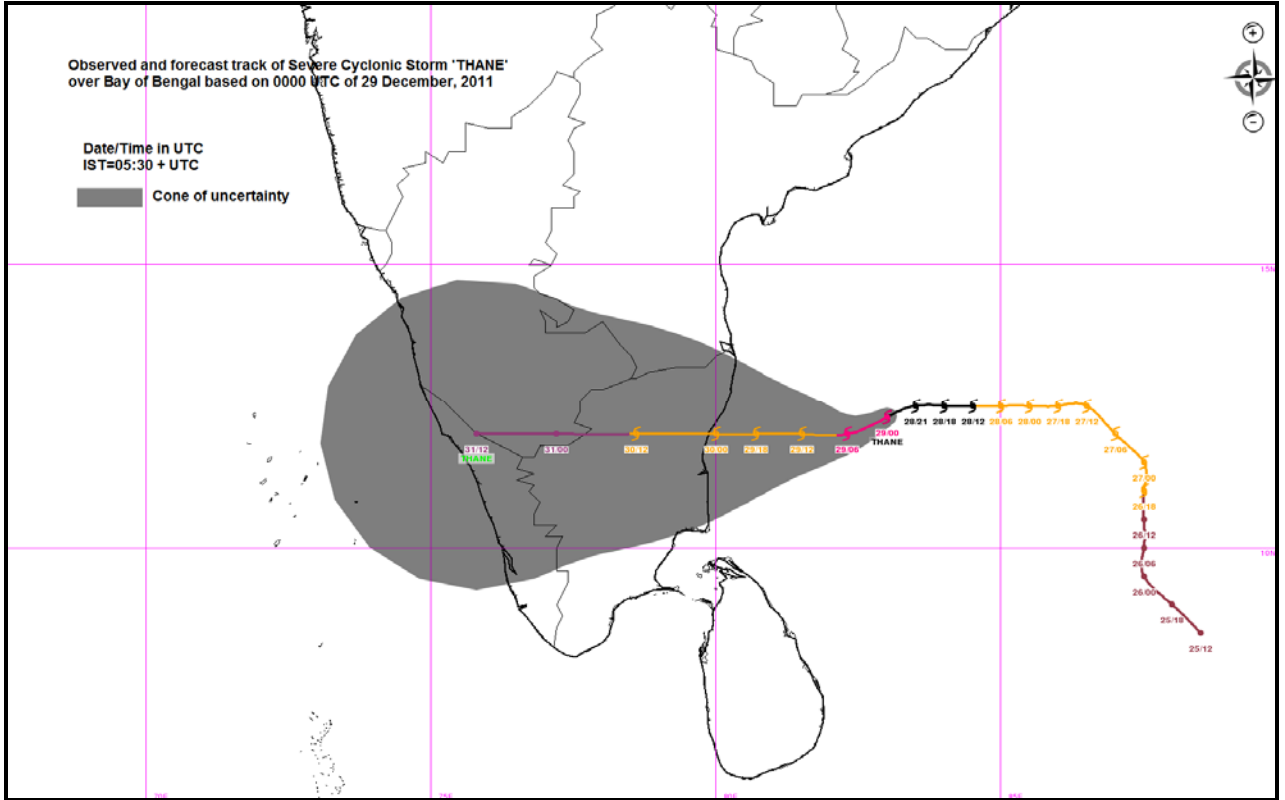 Observed and forecast track of Severe Cyclonic Storm 'THANE'
over Bay of Bengal based on 0000 UTC of 29 December, 2011
+
Date/Time in UTC
IST=05:30 + UTC
Cone of uncertainty
−
15N
31/12
THANE
31/00
30/12
30/00
29/18
29/12
29/06
29/00
THANE
28/21
28/18
28/12
28/06
28/00
27/18
27/12
27/06
27/00
26/18
26/12
26/06
26/00
25/18
25/12
10N
70E
75E
80E
85E